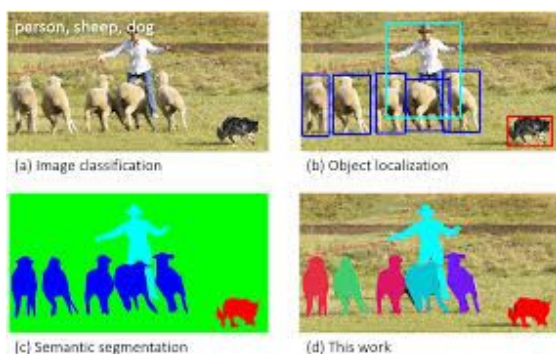 person, sheep, dog
(a) Image classification
(b) Object localization
(c) Semantic segmentation
(d) This work